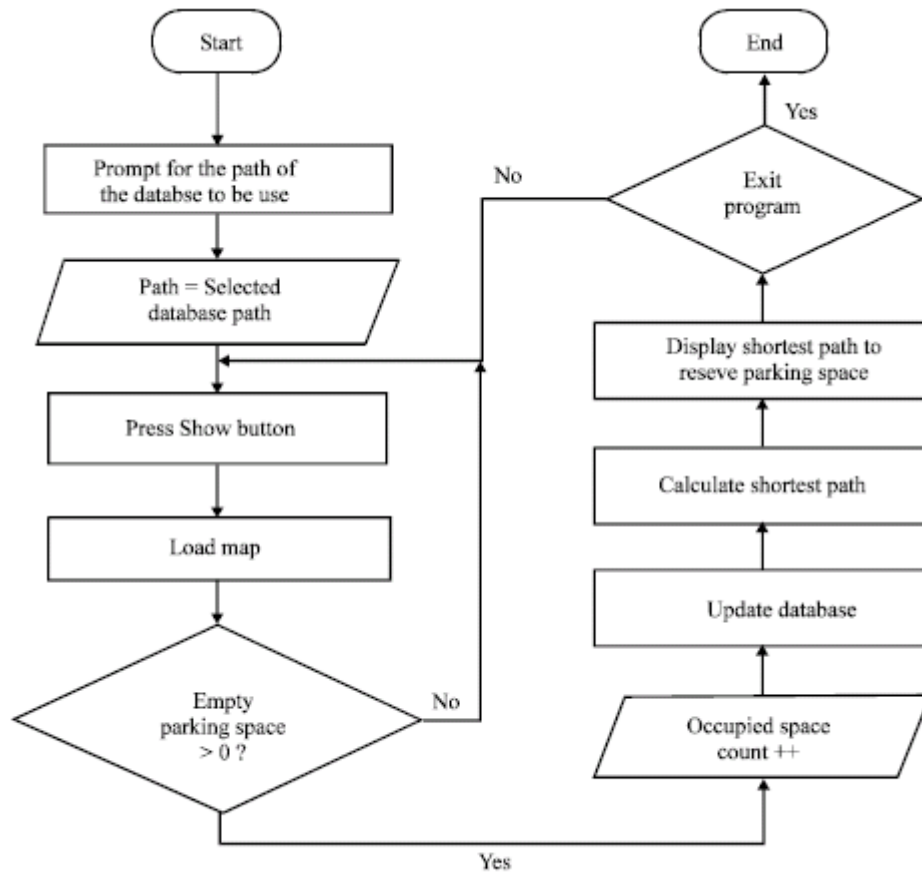 Start
Prompt for the path of
the databse to be use
Path = Selected
database path
Press Show button
Load map
Empty
parking space
> 0 ?
No
Yes
Occupied space
count ++
Update database
Calculate shortest path
Display shortest path to
reseve parking space
Exit
program
No
Yes
End